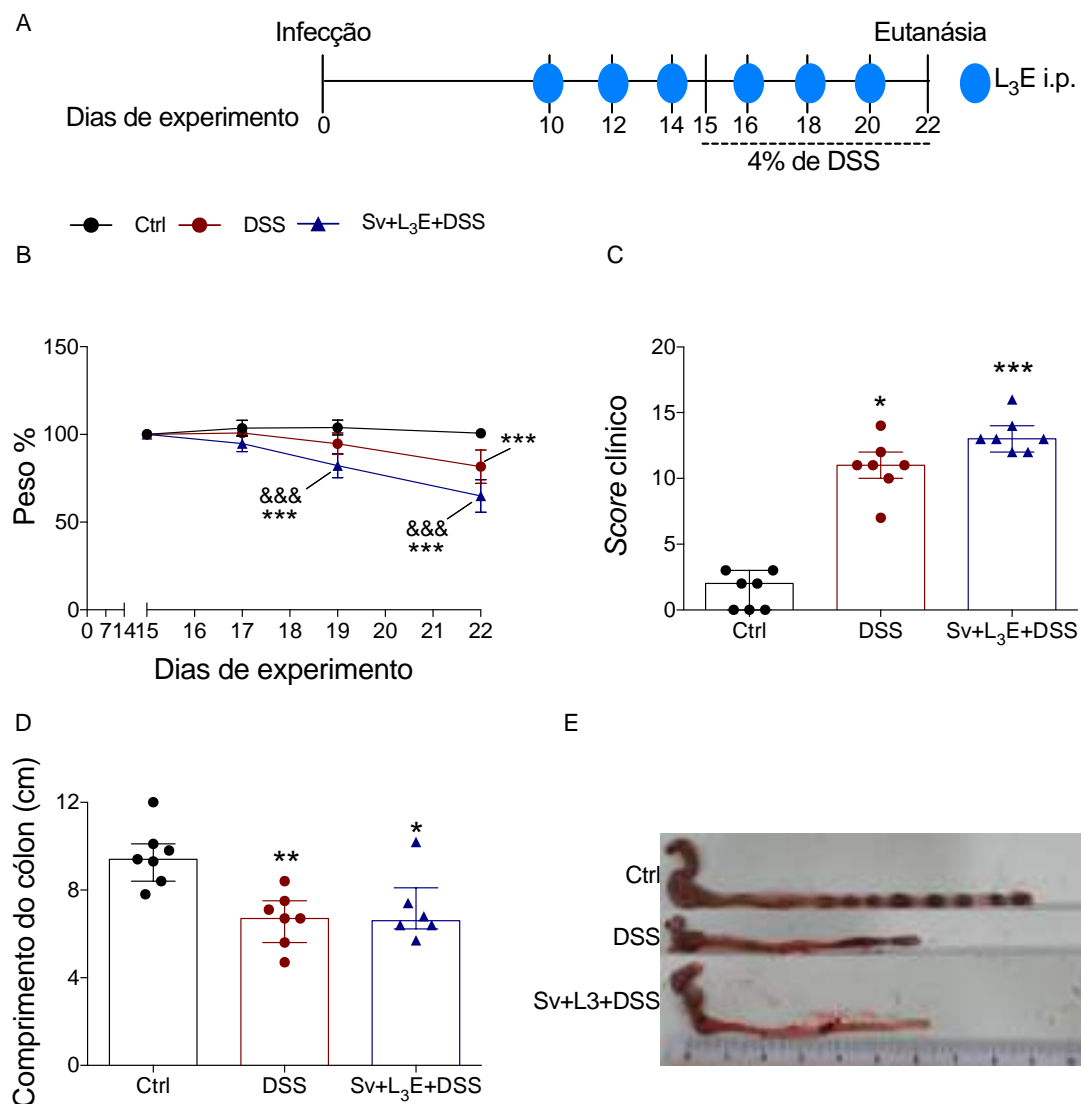 A
Infecção
Eutanásia
L₃E i.p.
Dias de experimento
0 10 12 14 15 16 18 20 22
4% de DSS
Ctrl DSS Sv+L₃E+DSS
B
Peso %
150
100
50
0
&&&
***
&&&
***
***
0 7 14 15 16 17 18 19 20 21 22
Dias de experimento
C
Score clínico
20
15
10
5
0
*
***
Ctrl DSS Sv+L₃E+DSS
D
Comprimento do cólon (cm)
12
8
4
0
**
*
Ctrl DSS Sv+L₃E+DSS
E
Ctrl
DSS
Sv+L3+DSS